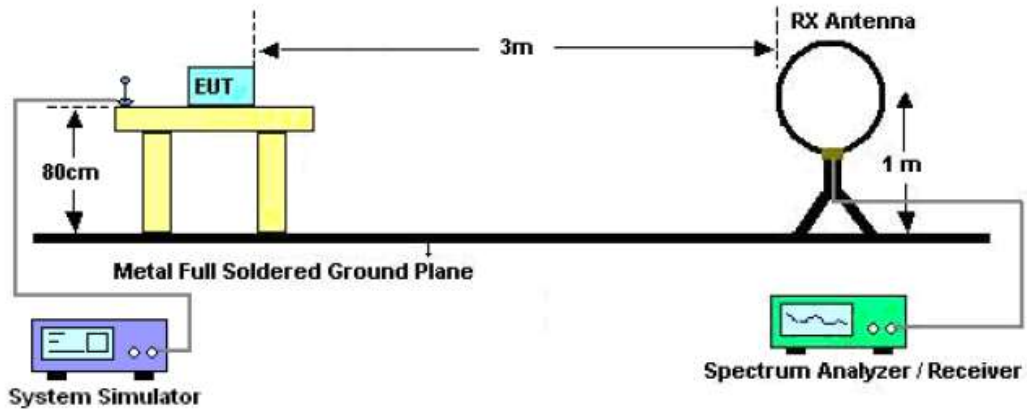 RX Antenna
3m
EUT
80cm
1 m
Metal Full Soldered Ground Plane
System Simulator
Spectrum Analyzer / Receiver